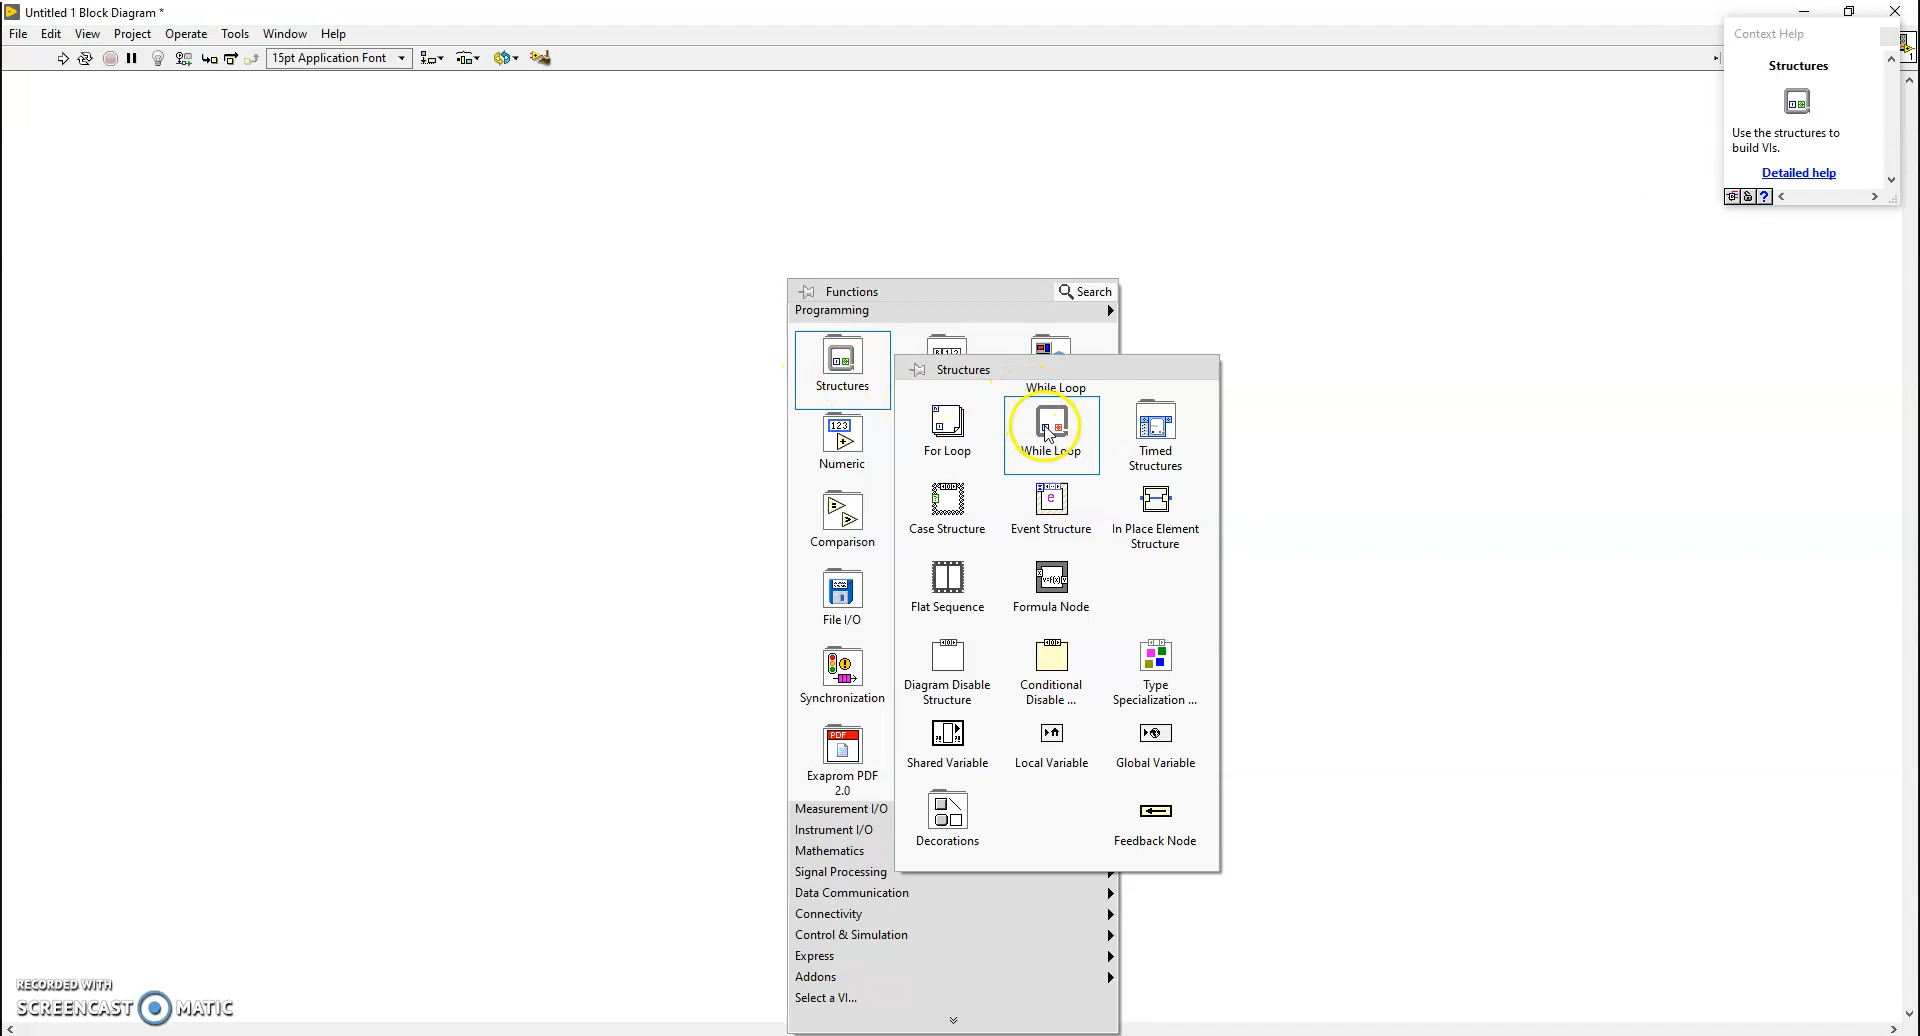 Untitled 1 Block Diagram *
File Edit View Project Operate Tools Window Help
15pt Application Font
Context Help
Structures
Use the structures to
build VIs.
Detailed help
?
Functions
Search
Programming
Structures
Structures
While Loop
For Loop
While Loop
Timed
Structures
123
Numeric
Case Structure
Event Structure
In Place Element
Structure
Comparison
Flat Sequence
Formula Node
File I/O
Diagram Disable
Structure
Conditional
Disable ...
Type
Specialization ...
Synchronization
Shared Variable
Local Variable
Global Variable
PDF
Exaprom PDF
2.0
Decorations
Feedback Node
Measurement I/O
Instrument I/O
Mathematics
Signal Processing
Data Communication
Connectivity
Control & Simulation
Express
Addons
Select a VI...
RECORDED WITH
SCREENCAST MATIC